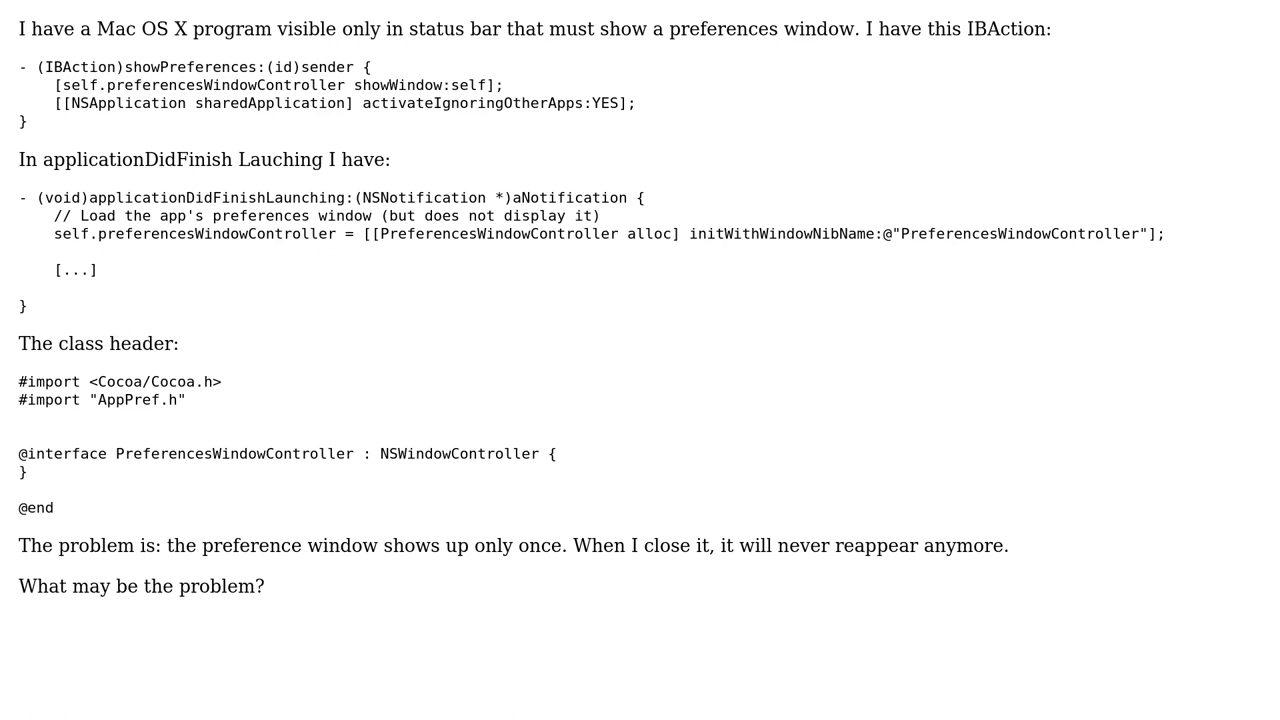 I have a Mac OS X program visible only in status bar that must show a preferences window. I have this IBAction:
- (IBAction)showPreferences:(id)sender {
    [self.preferencesWindowController showWindow:self];
    [[NSApplication sharedApplication] activateIgnoringOtherApps:YES];
}
In applicationDidFinish Lauching I have:
- (void)applicationDidFinishLaunching:(NSNotification *)aNotification {
    // Load the app's preferences window (but does not display it)
    self.preferencesWindowController = [[PreferencesWindowController alloc] initWithWindowNibName:@"PreferencesWindowController"];
    [...]
}
The class header:
#import <Cocoa/Cocoa.h>
#import "AppPref.h"
@interface PreferencesWindowController : NSWindowController {
}
@end
The problem is: the preference window shows up only once. When I close it, it will never reappear anymore.
What may be the problem?